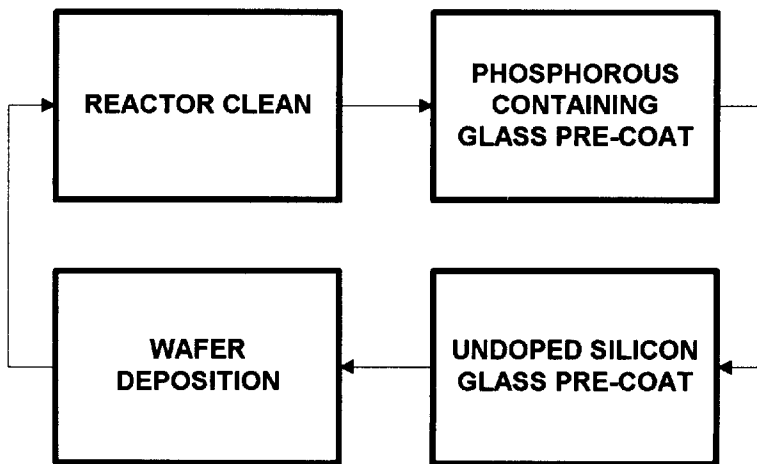 REACTOR CLEAN
PHOSPHOROUS
CONTAINING
GLASS PRE-COAT
WAFER
DEPOSITION
UNDOPED SILICON
GLASS PRE-COAT